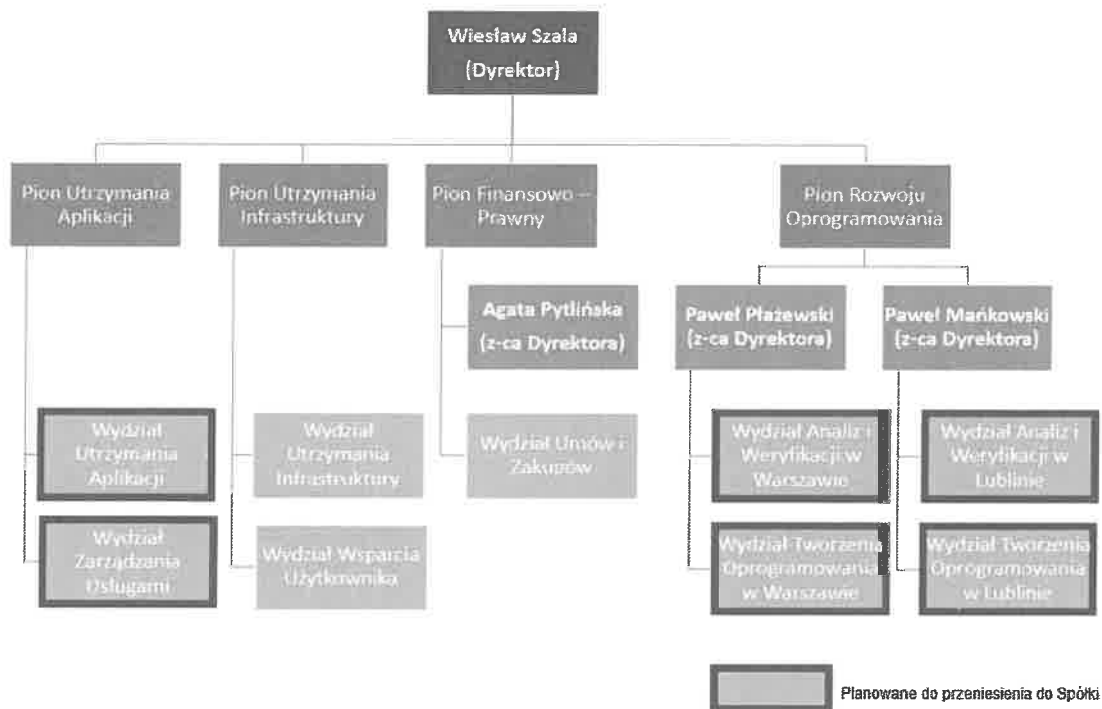 Wiesław Szala
(Dyrektor)
Pion Utrzymania
Aplikacji
Pion Utrzymania
Infrastruktury
Pion Finansowo –
Prawny
Pion Rozwoju
Oprogramowania
Agata Pytlińska
(z-ca Dyrektora)
Paweł Płażewski
(z-ca Dyrektora)
Paweł Mańkowski
(z-ca Dyrektora)
Wydział
Utrzymania
Aplikacji
Wydział
Utrzymania
Infrastruktury
Wydział Umów i
Zakupów
Wydział Analiz i
Weryfikacji w
Warszawie
Wydział Analiz i
Weryfikacji w
Lublinie
Wydział
Zarządzania
Usługami
Wydział Wsparcia
Użytkownika
Wydział Tworzenia
Oprogramowania
w Warszawie
Wydział Tworzenia
Oprogramowania
w Lublinie
Planowane do przeniesienia do Spółki